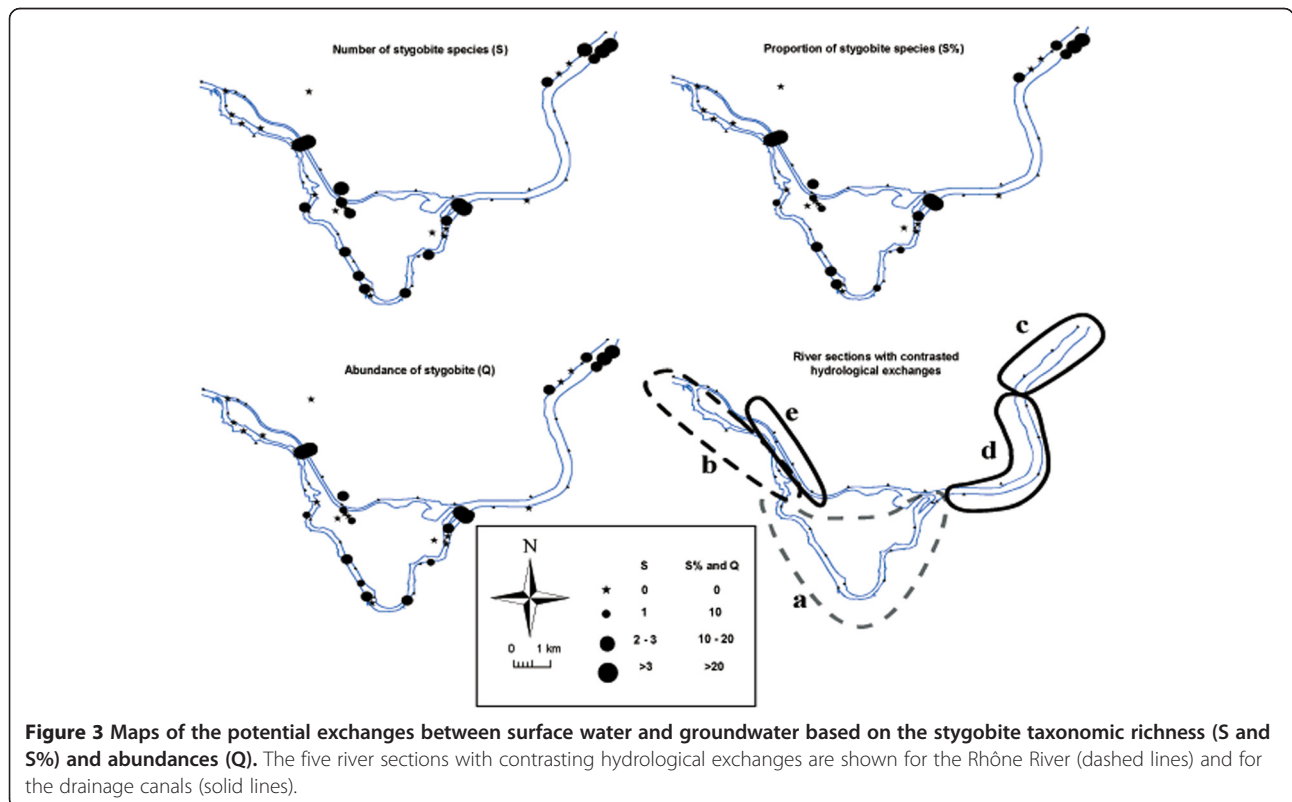 Number of stygobite species (S)
Proportion of stygobite species (S%)
Abundance of stygobite (Q)
River sections with contrasted
hydrological exchanges
c
e
d
b
a
N
0 1 km
S S% and Q
0 0
1 10
2 - 3 10 - 20
>3 >20
Figure 3 Maps of the potential exchanges between surface water and groundwater based on the stygobite taxonomic richness (S and
S%) and abundances (Q). The five river sections with contrasting hydrological exchanges are shown for the Rhône River (dashed lines) and for
the drainage canals (solid lines).